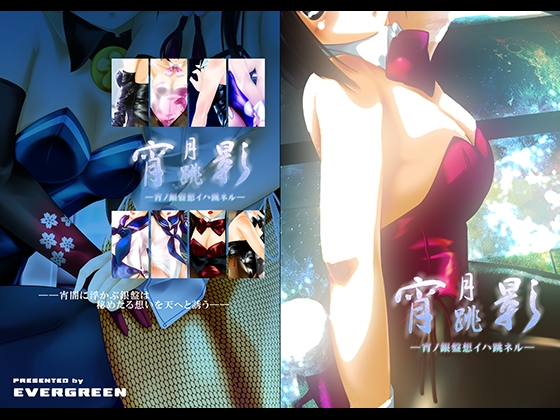 宵月跳影
―宵ノ銀盤想イハ跳ネル―
――宵闇に浮かぶ銀盤は
秘めたる想いを天へと誘う――
PRESENTED by
EVERGREEN
宵月跳影
―宵ノ銀盤想イハ跳ネル―